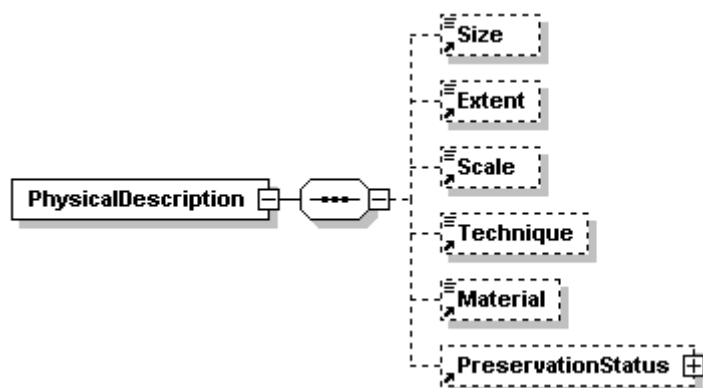 Size
Extent
Scale
PhysicalDescription
Technique
Material
PreservationStatus